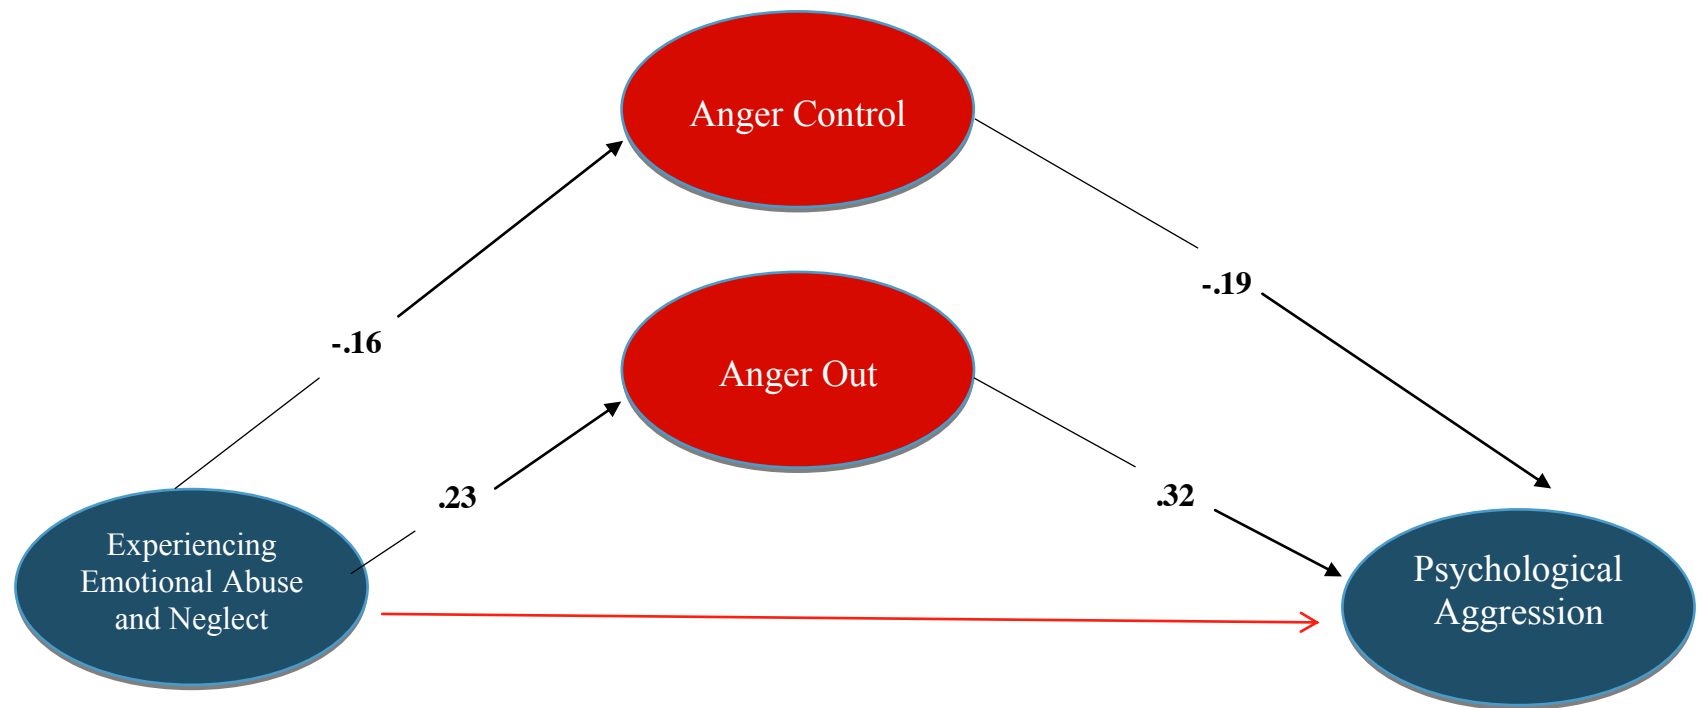 Anger Control
-.19
-.16
Anger Out
.23
.32
Experiencing
Emotional Abuse
and Neglect
Psychological
Aggression